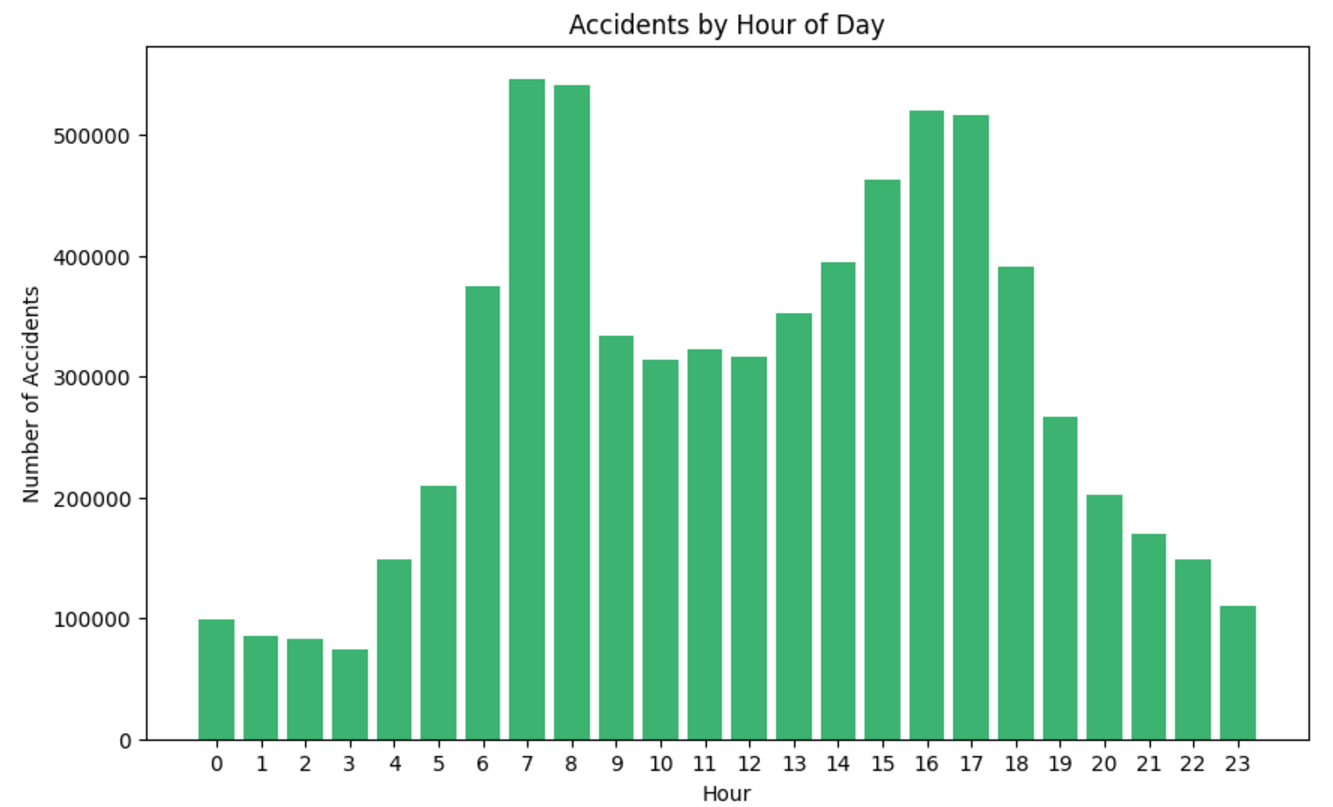 Accidents by Hour of Day
Number of Accidents
500000
400000
300000
200000
100000
0
0 1 2 3 4 5 6 7 8 9 10 11 12 13 14 15 16 17 18 19 20 21 22 23
Hour